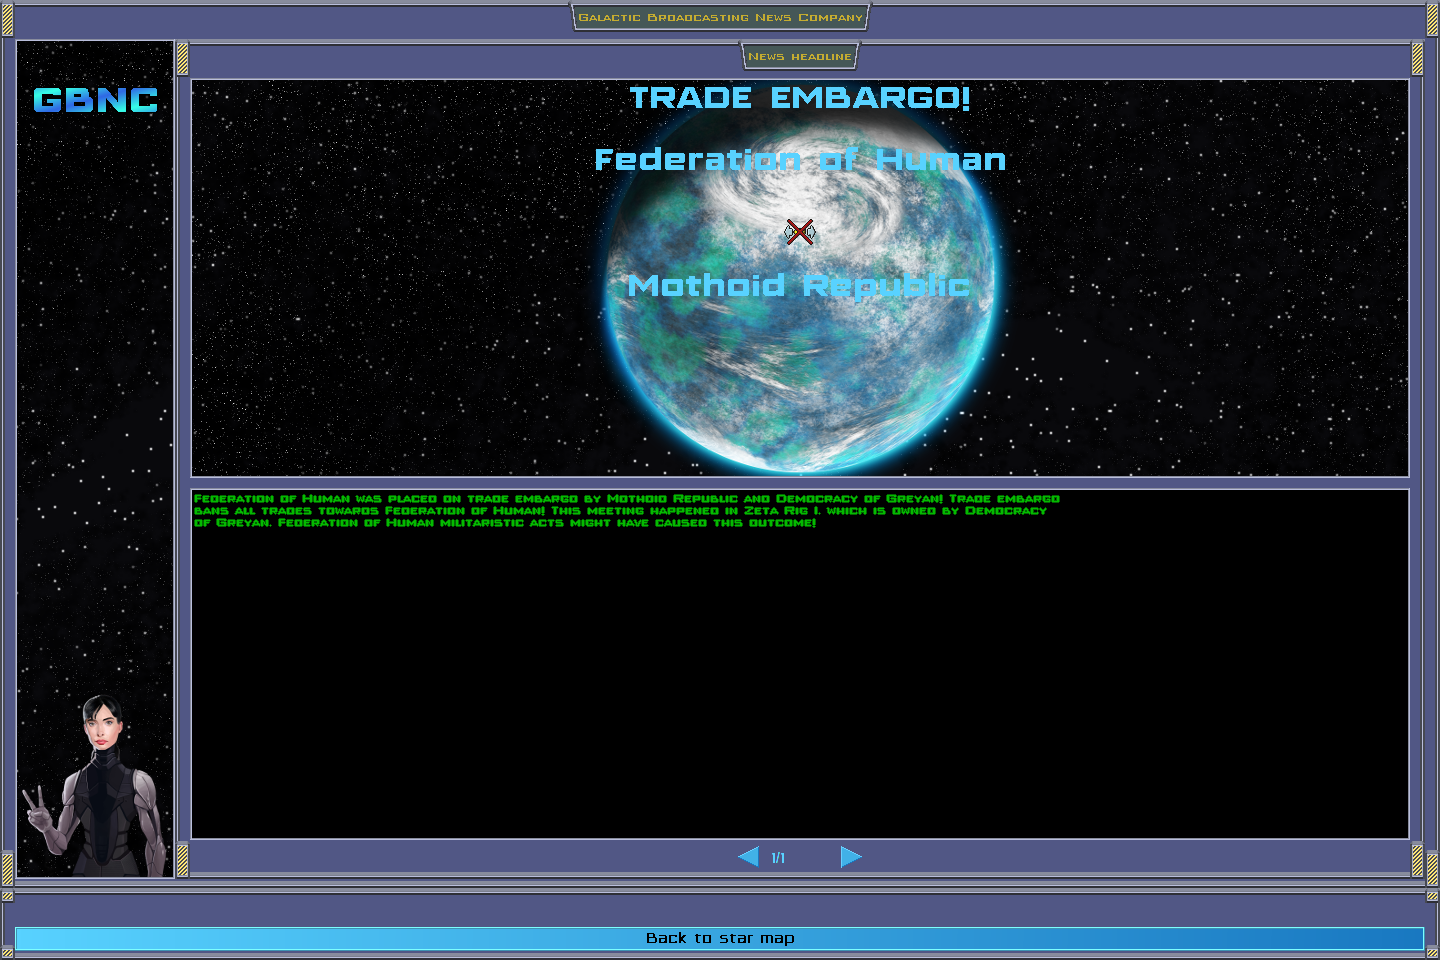 Galactic Broadcasting News Company
News headline
GBNC
TRADE EMBARGO!
Federation of Human
Mothoid Republic
Federation of Human was placed on trade embargo by Mothoid Republic and Democracy of Greyan! Trade embargo
bans all trades towards Federation of Human! This meeting happened in Zeta Rig I, which is owned by Democracy
of Greyan. Federation of Human militaristic acts might have caused this outcome!
1/1
Back to star map